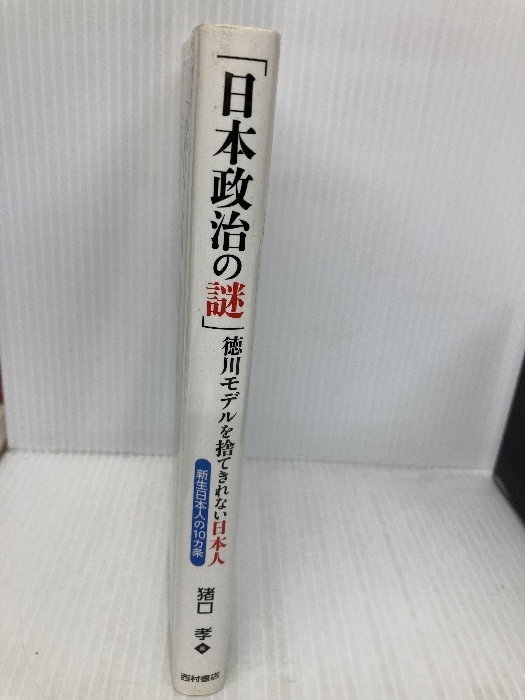 「日本政治の謎」
徳川モデルを捨てきれない日本人
新生日本人の10カ条
猪口 孝
西村書店